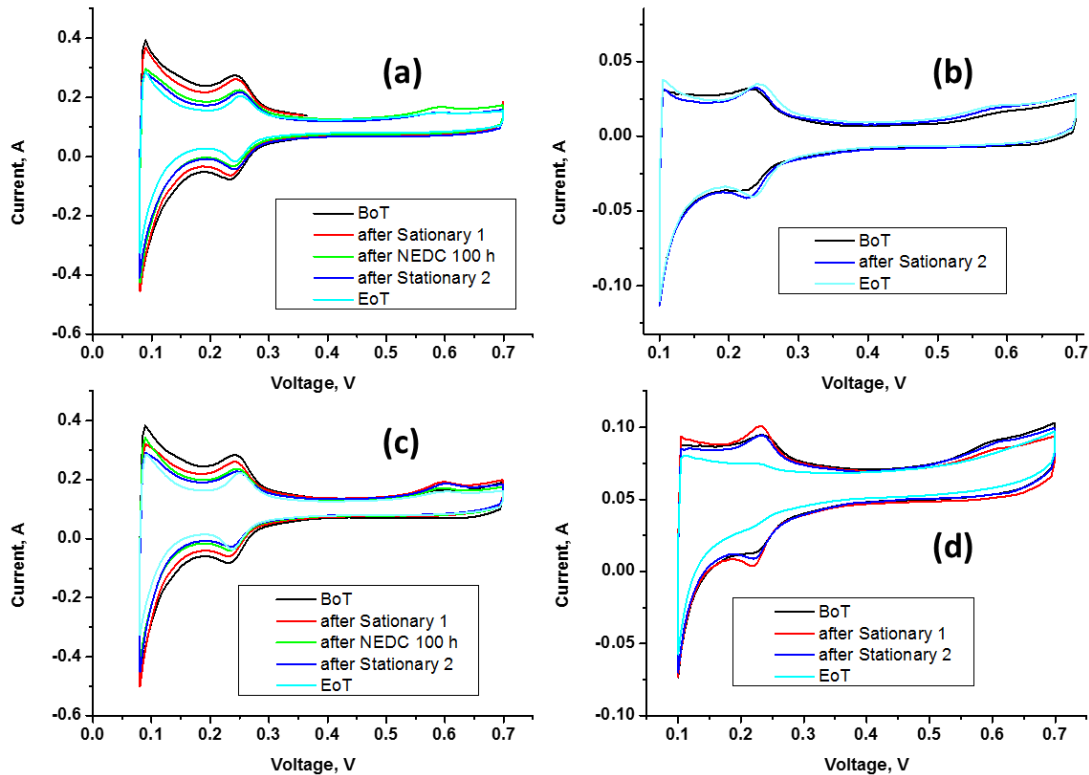 (a)
0.4
0.2
0.0
-0.2
-0.4
-0.6
Current, A
BoT
after Sationary 1
after NEDC 100 h
after Stationary 2
EoT
0.0 0.1 0.2 0.3 0.4 0.5 0.6 0.7
Voltage, V
(b)
0.05
0.00
-0.05
-0.10
Current, A
BoT
after Sationary 2
EoT
0.1 0.2 0.3 0.4 0.5 0.6 0.7
Voltage, V
(c)
0.4
0.2
0.0
-0.2
-0.4
-0.6
Current, A
BoT
after Sationary 1
after NEDC 100 h
after Stationary 2
EoT
0.0 0.1 0.2 0.3 0.4 0.5 0.6 0.7
Voltage, V
(d)
0.10
0.05
0.00
-0.05
-0.10
Current, A
BoT
after Sationary 1
after Stationary 2
EoT
0.1 0.2 0.3 0.4 0.5 0.6 0.7
Voltage, V